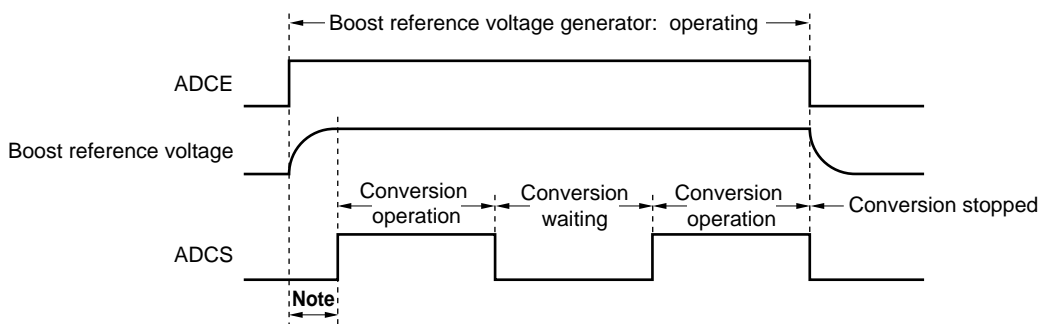 Boost reference voltage generator: operating
ADCE
Boost reference voltage
Conversion
operation
Conversion
waiting
Conversion
operation
Conversion stopped
ADCS
Note